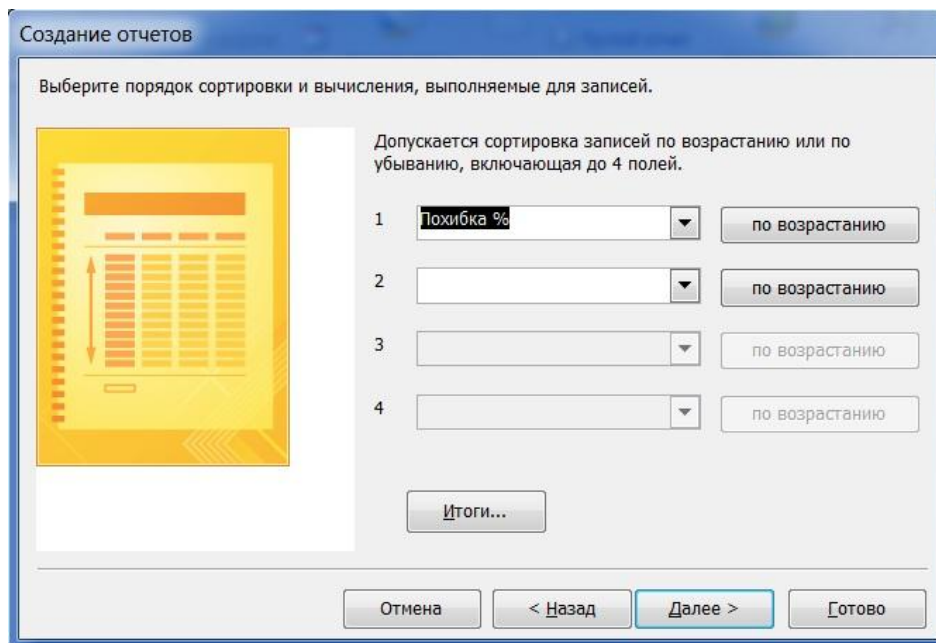 Создание отчетов
Выберите порядок сортировки и вычисления, выполняемые для записей.
Допускается сортировка записей по возрастанию или по
убыванию, включающая до 4 полей.
1 Похибка % по возрастанию
2 по возрастанию
3 по возрастанию
4 по возрастанию
Итоги...
Отмена < Назад Далее > Готово